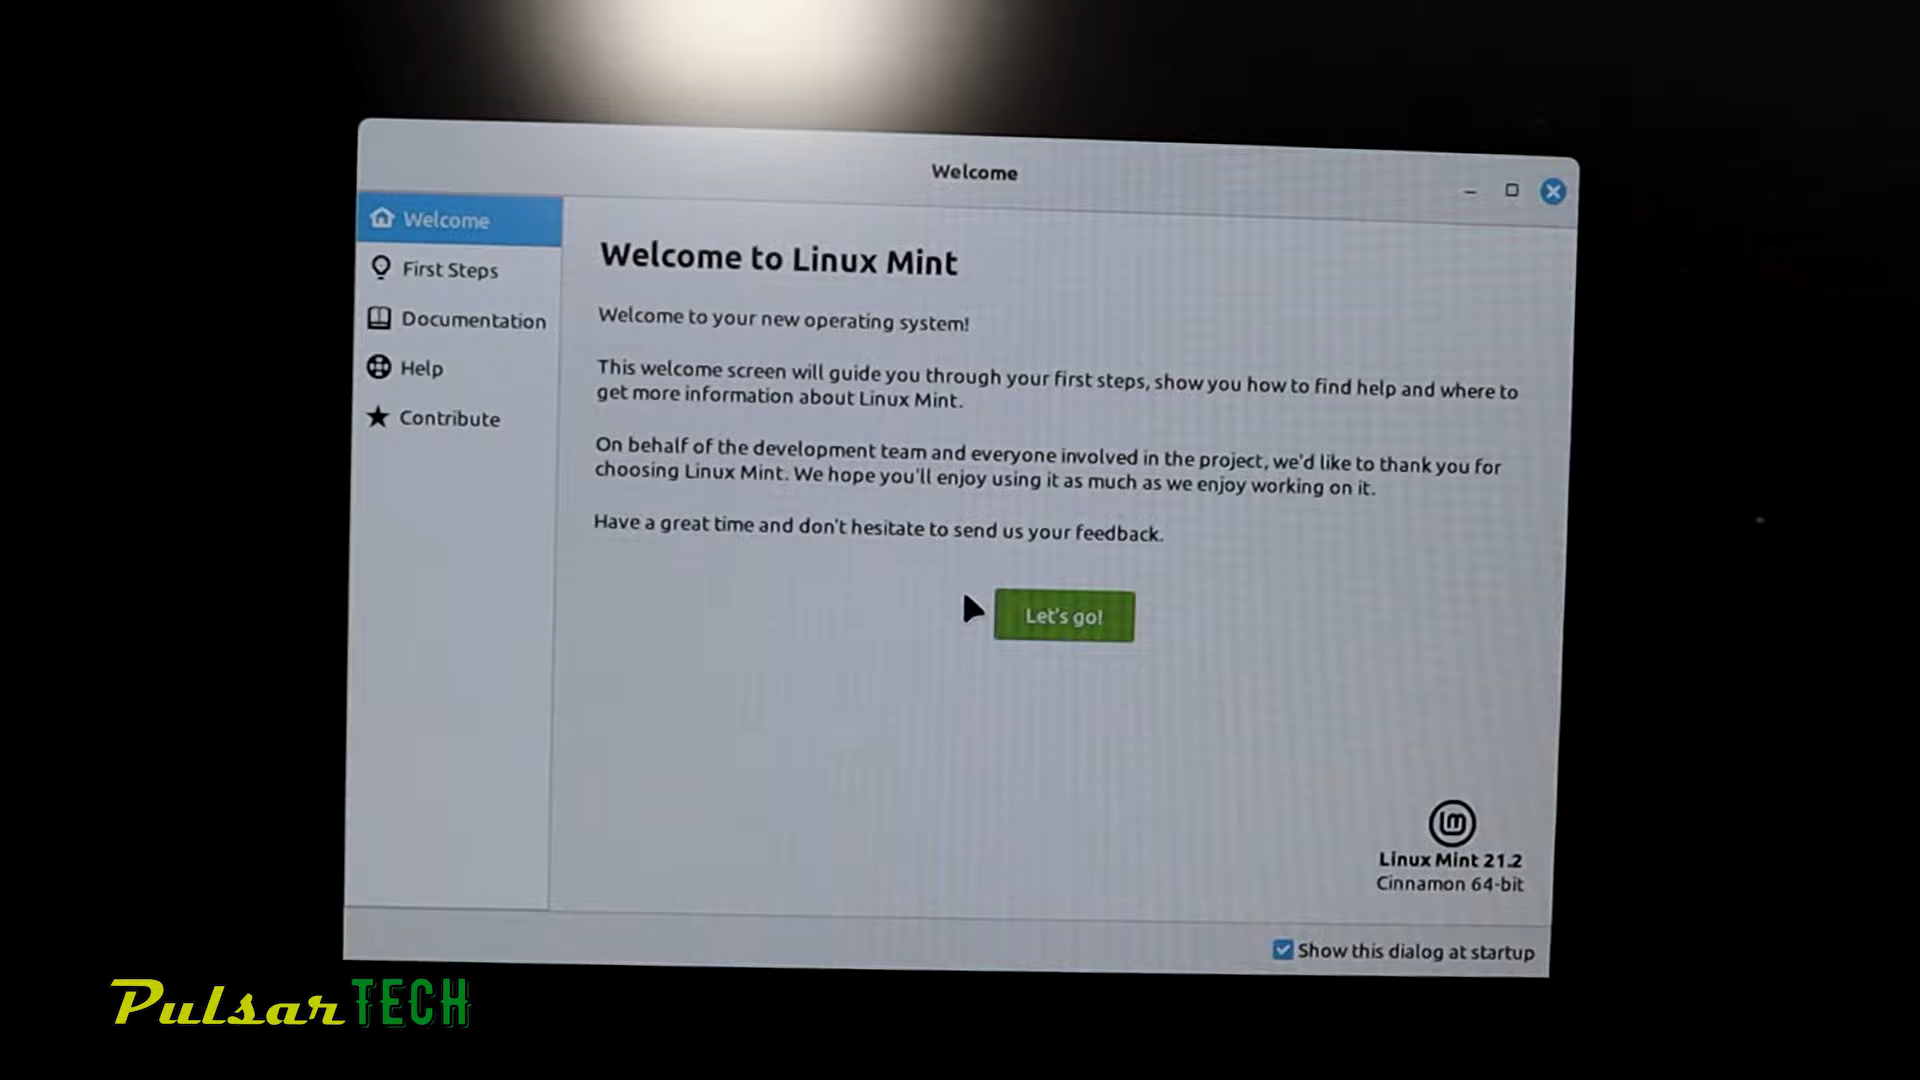 Welcome
Welcome
First Steps
Documentation
Help
Contribute
Welcome to Linux Mint
Welcome to your new operating system!
This welcome screen will guide you through your first steps, show you how to find help and where to
get more information about Linux Mint.
On behalf of the development team and everyone involved in the project, we'd like to thank you for
choosing Linux Mint. We hope you'll enjoy using it as much as we enjoy working on it.
Have a great time and don't hesitate to send us your feedback.
Let's go!
Linux Mint 21.2
Cinnamon 64-bit
Show this dialog at startup
Pulsar TECH